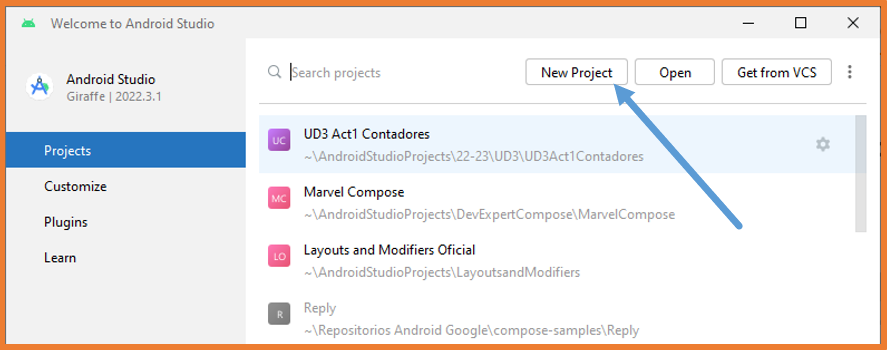 Welcome to Android Studio
Android Studio
Giraffe | 2022.3.1
Projects
Customize
Plugins
Learn
Search projects
New Project
Open
Get from VCS
UC
UD3 Act1 Contadores
~\AndroidStudioProjects\22-23\UD3\UD3Act1Contadores
MC
Marvel Compose
~\AndroidStudioProjects\DevExpertCompose\MarvelCompose
LO
Layouts and Modifiers Oficial
~\AndroidStudioProjects\LayoutsandModifiers
R
Reply
~\Repositorios Android Google\compose-samples\Reply